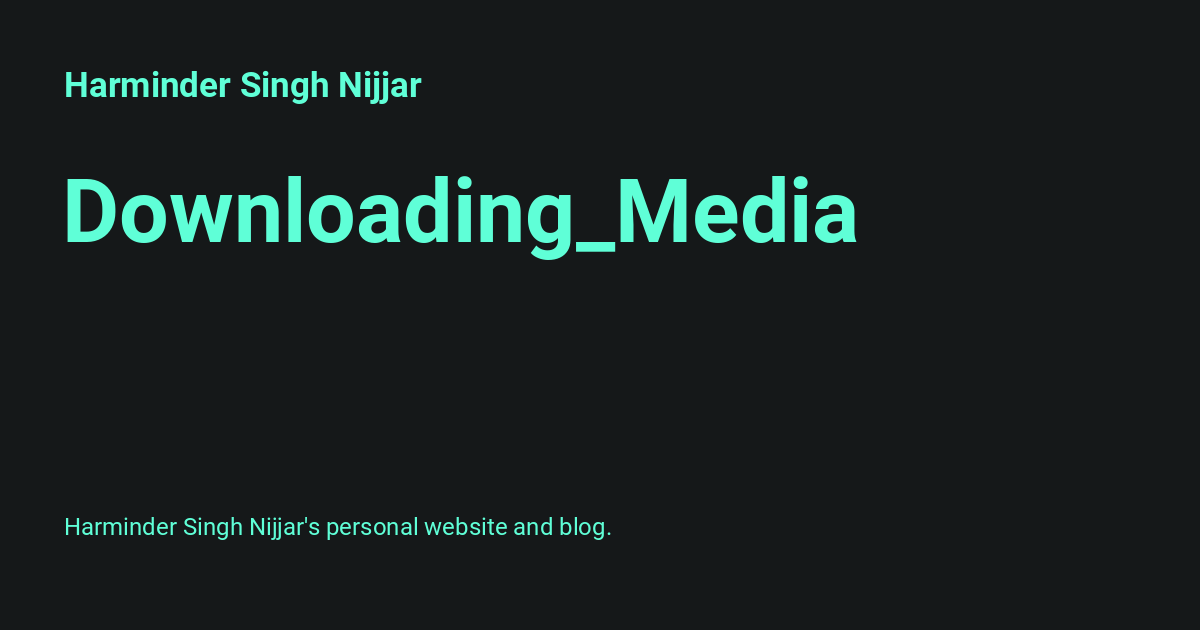 Harminder Singh Nijjar
Downloading_Media
Harminder Singh Nijjar's personal website and blog.